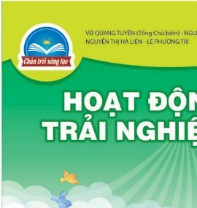 VŨ QUANG TUYÊN (Tổng Chủ biên) - NGU
NGUYỄN THỊ HÀ LIÊN - LÊ PHƯƠNG TRÍ
Chân trời sáng tạo
HOẠT ĐỘN
TRẢI NGHIỆ